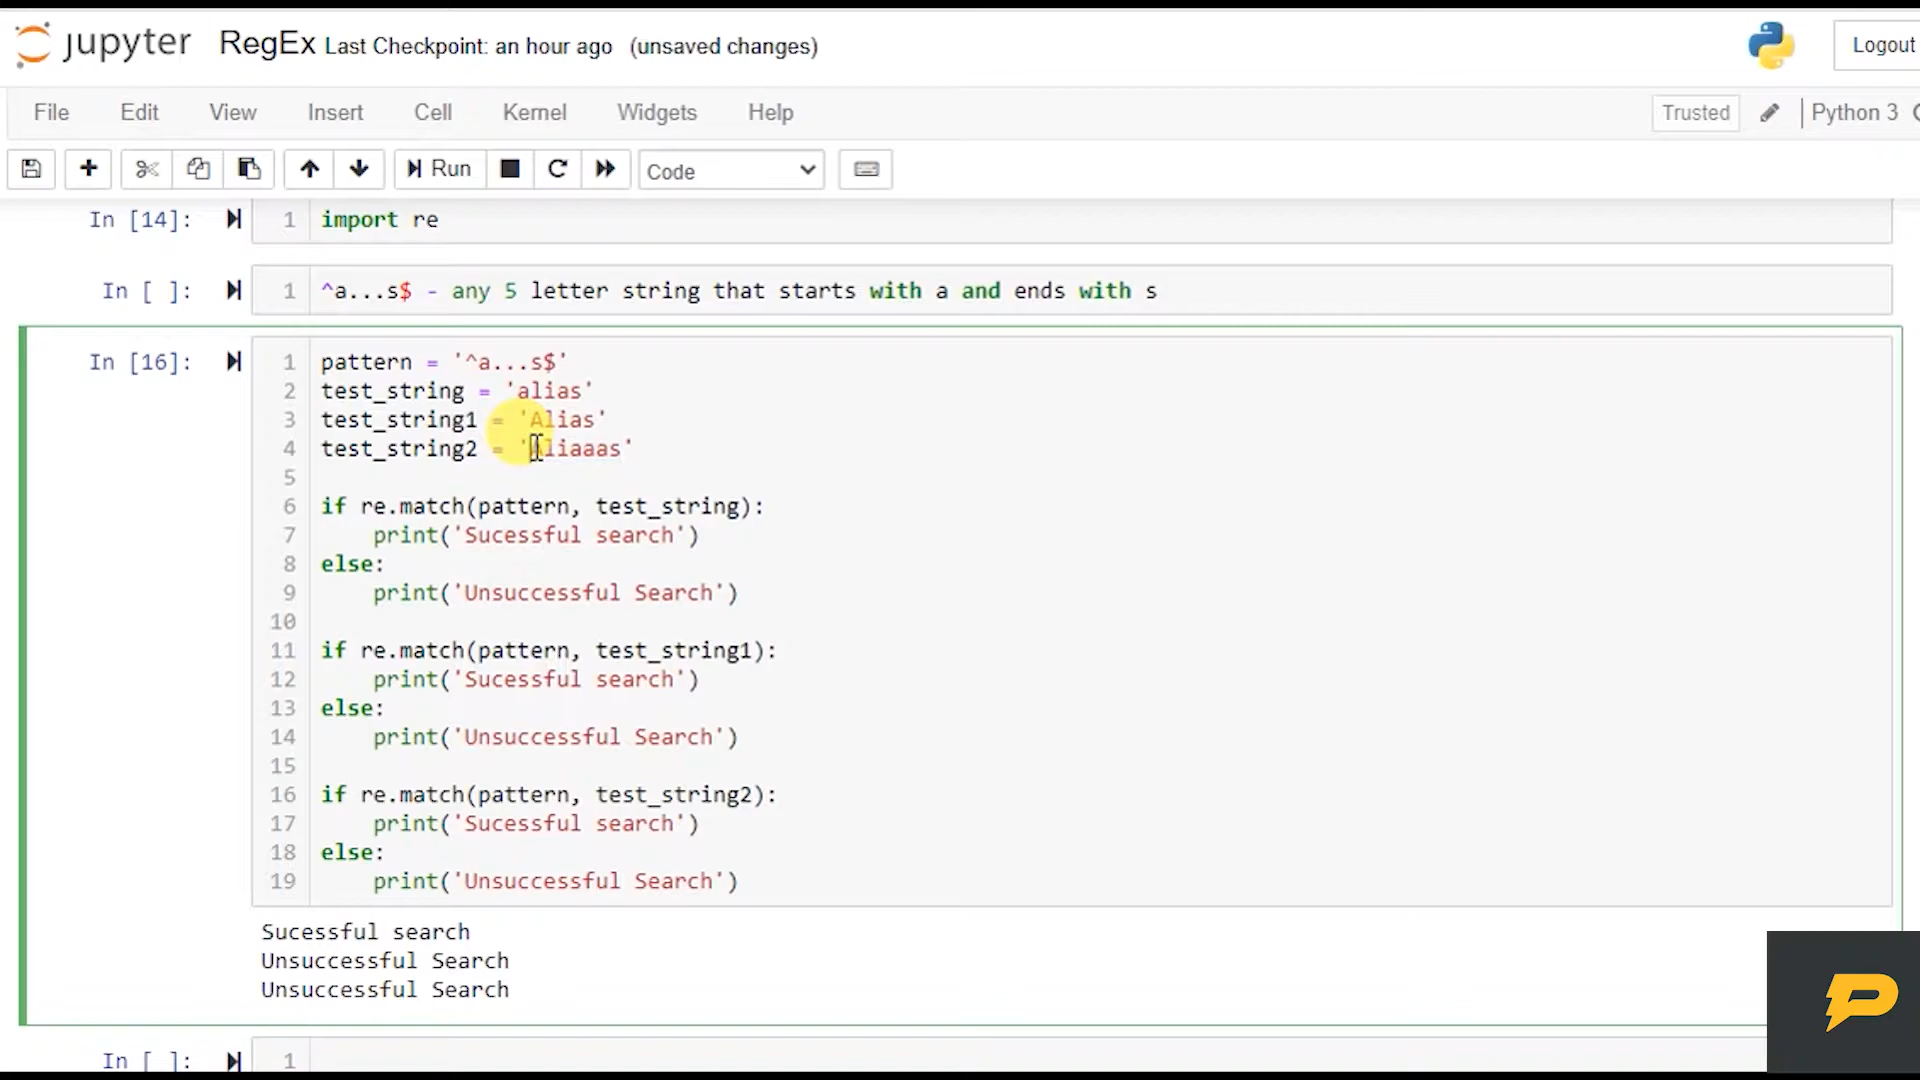 jupyter RegEx Last Checkpoint: an hour ago (unsaved changes) Logout
File Edit View Insert Cell Kernel Widgets Help Trusted Python 3
Run Code
In [14]: 1 import re
In [ ]: 1 ^a...s$ - any 5 letter string that starts with a and ends with s
In [16]: 1 pattern = '^a...s$'
2 test_string = 'alias'
3 test_string1 = 'Alias'
4 test_string2 = 'Aliaaas'
5
6 if re.match(pattern, test_string):
7 print('Sucessful search')
8 else:
9 print('Unsuccessful Search')
10
11 if re.match(pattern, test_string1):
12 print('Sucessful search')
13 else:
14 print('Unsuccessful Search')
15
16 if re.match(pattern, test_string2):
17 print('Sucessful search')
18 else:
19 print('Unsuccessful Search')
Sucessful search
Unsuccessful Search
Unsuccessful Search
In [ ]: 1